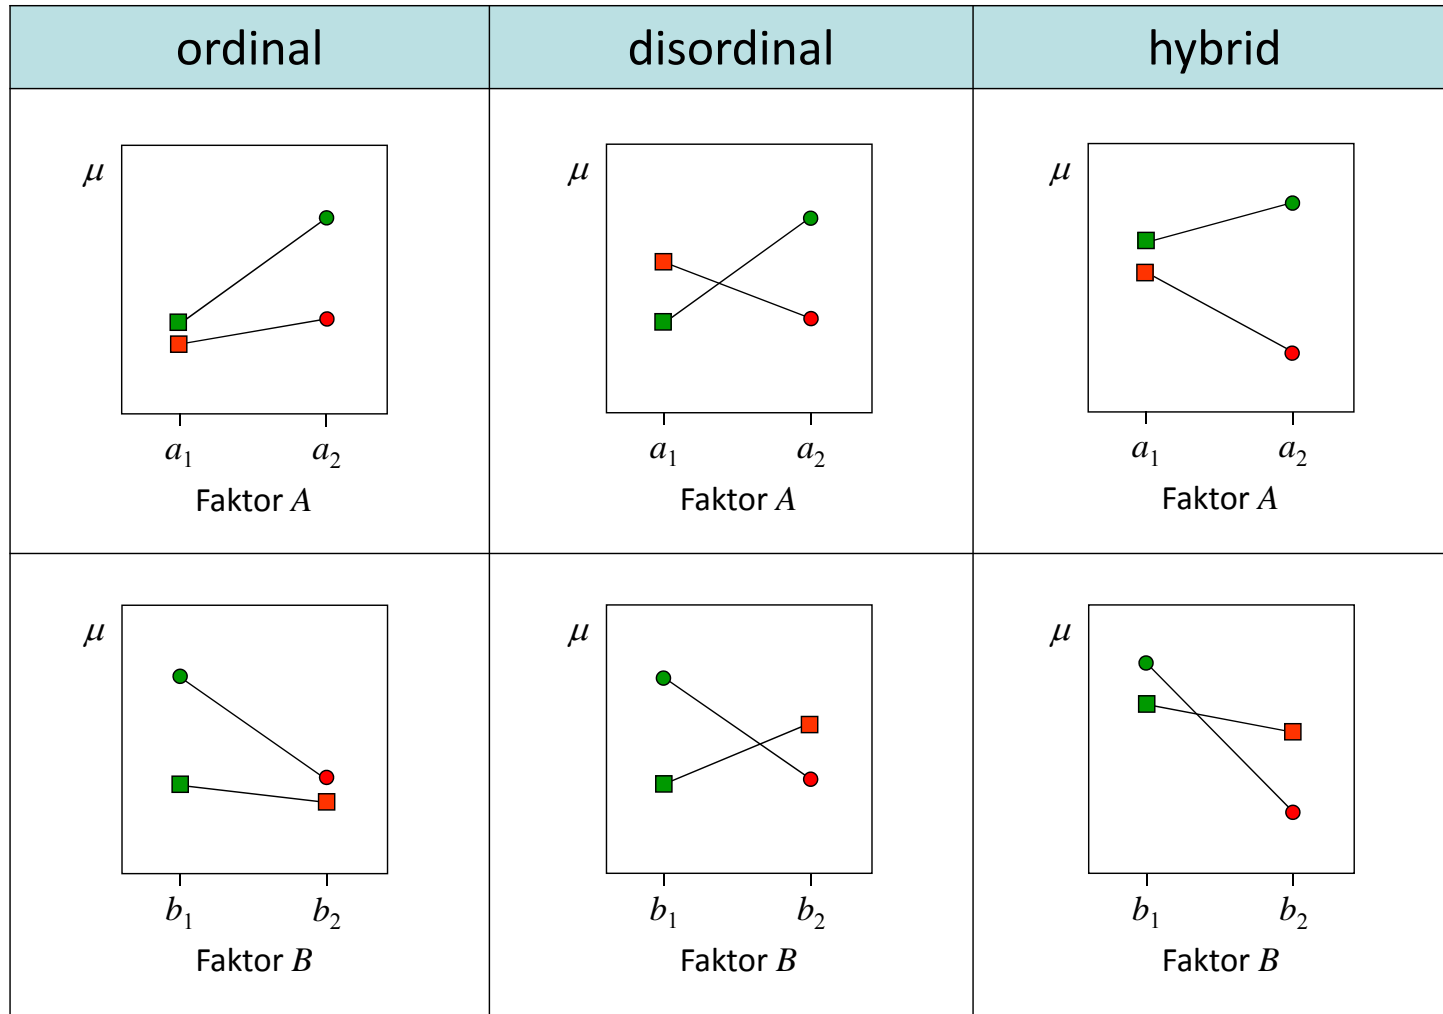 ordinal disordinal hybrid
μ μ μ
a₁ a₂ a₁ a₂ a₁ a₂
Faktor A Faktor A Faktor A
μ μ μ
b₁ b₂ b₁ b₂ b₁ b₂
Faktor B Faktor B Faktor B